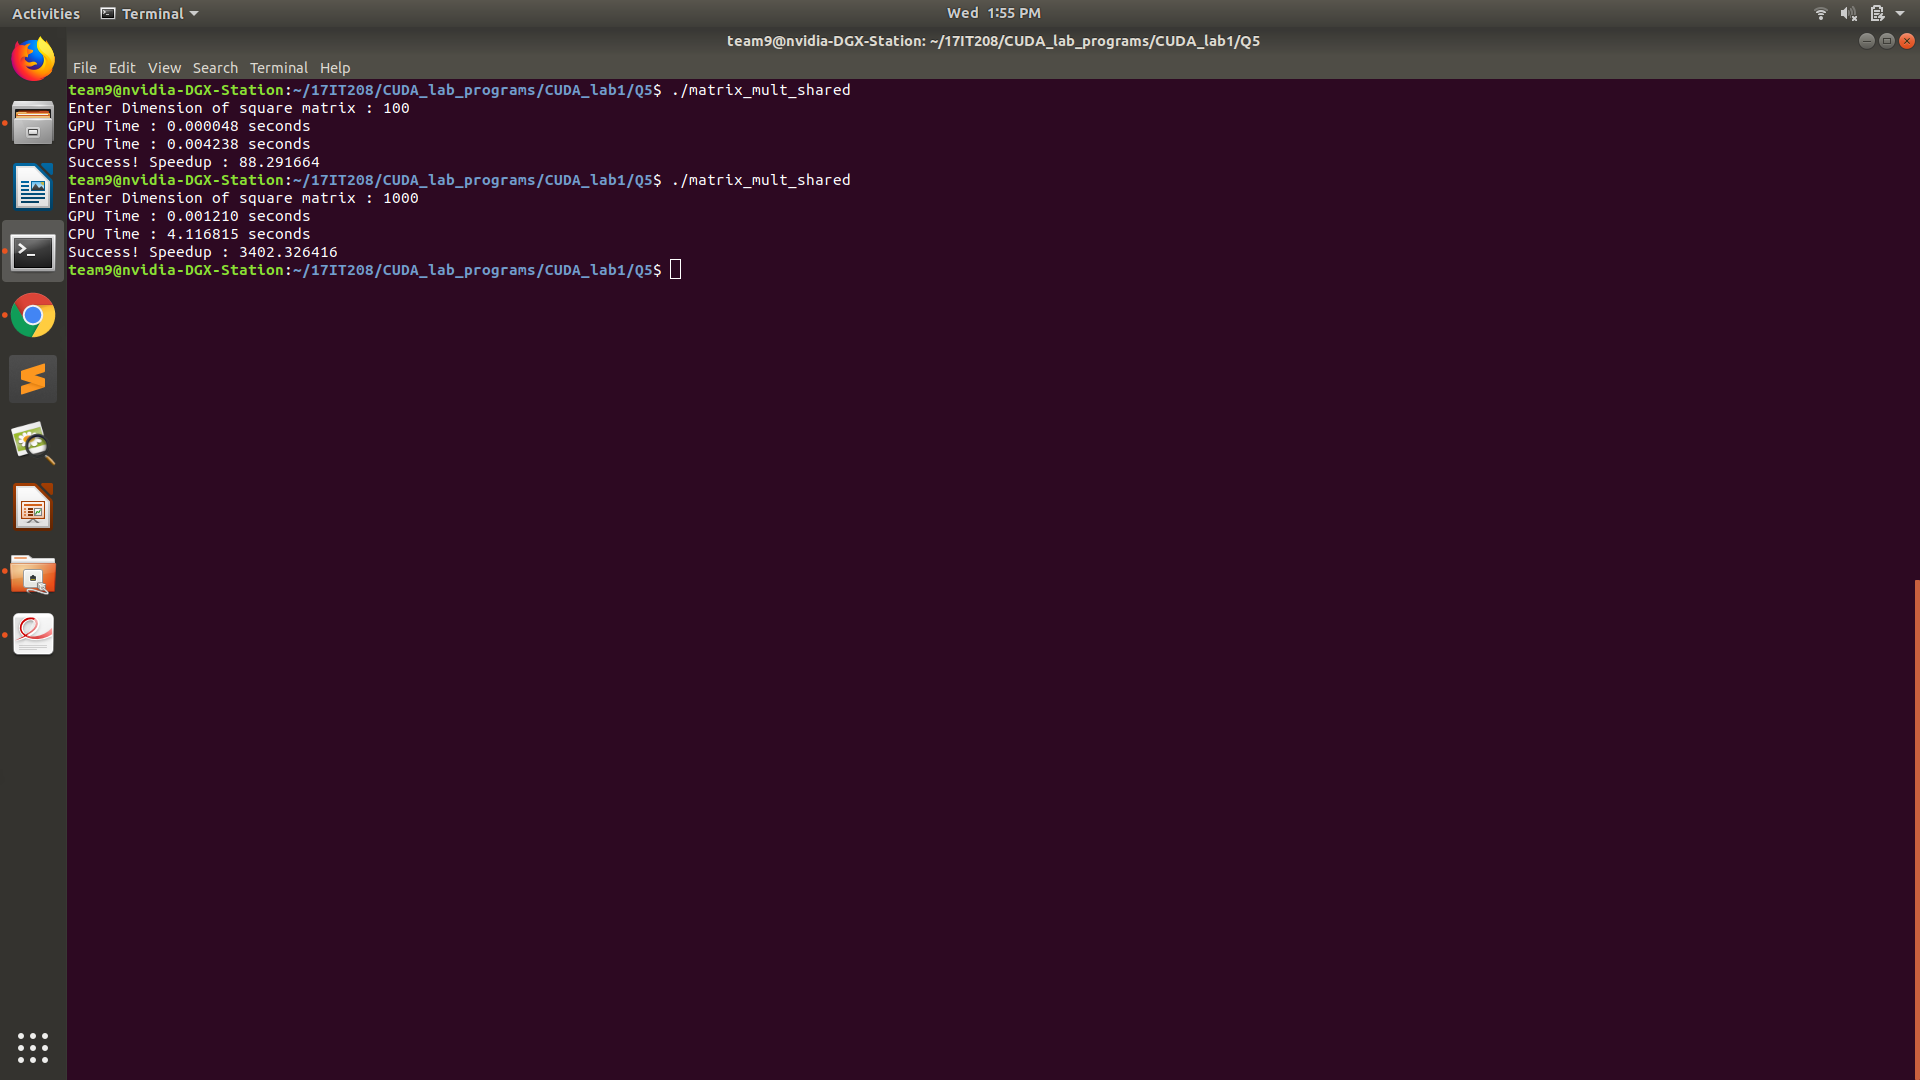 Activities Terminal Wed 1:55 PM
team9@nvidia-DGX-Station: ~/17IT208/CUDA_lab_programs/CUDA_lab1/Q5
File Edit View Search Terminal Help
team9@nvidia-DGX-Station:~/17IT208/CUDA_lab_programs/CUDA_lab1/Q5$ ./matrix_mult_shared
Enter Dimension of square matrix : 100
GPU Time : 0.000048 seconds
CPU Time : 0.004238 seconds
Success! Speedup : 88.291664
team9@nvidia-DGX-Station:~/17IT208/CUDA_lab_programs/CUDA_lab1/Q5$ ./matrix_mult_shared
Enter Dimension of square matrix : 1000
GPU Time : 0.001210 seconds
CPU Time : 4.116815 seconds
Success! Speedup : 3402.326416
team9@nvidia-DGX-Station:~/17IT208/CUDA_lab_programs/CUDA_lab1/Q5$